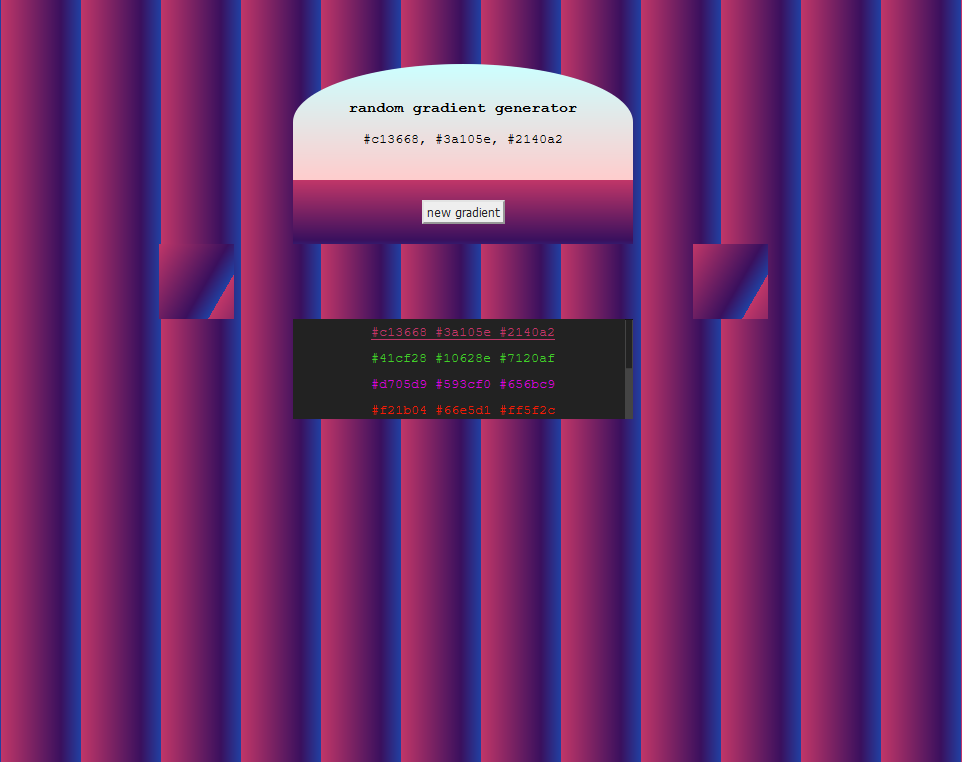 random gradient generator
#c13668, #3a105e, #2140a2
new gradient
#c13668 #3a105e #2140a2
#41cf28 #10628e #7120af
#d705d9 #593cf0 #656bc9
#f21b04 #66e5d1 #ff5f2c